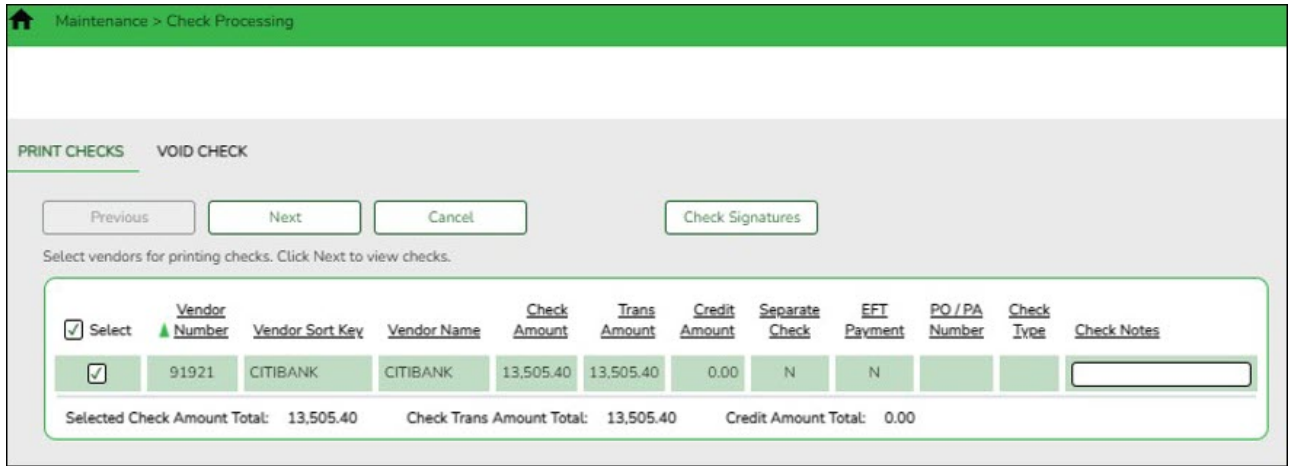 Maintenance > Check Processing
PRINT CHECKS VOID CHECK
Previous Next Cancel Check Signatures
Select vendors for printing checks. Click Next to view checks.
Select Vendor Number Vendor Sort Key Vendor Name Check Amount Trans Amount Credit Amount Separate Check EFT Payment PO / PA Number Check Type Check Notes
91921 CITIBANK CITIBANK 13,505.40 13,505.40 0.00 N N
Selected Check Amount Total: 13,505.40 Check Trans Amount Total: 13,505.40 Credit Amount Total: 0.00